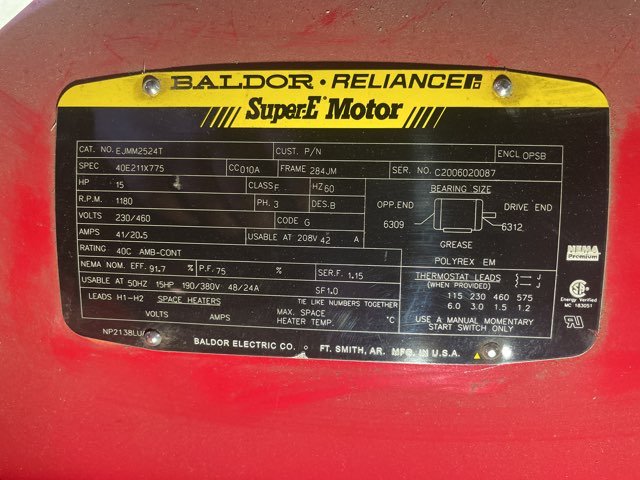 BALDOR · RELIANCE
Super-E Motor
CAT. NO. EJMM2524T CUST. P/N ENCL OPSB
SPEC 40E211X775 CC 010A FRAME 284JM SER. NO. C2006020087
HP 15 CLASS F HZ 60 BEARING SIZE
R.P.M. 1180 PH. 3 DES. B OPP. END DRIVE END
VOLTS 230/460 CODE G 6309 6312
AMPS 41/20.5 USABLE AT 208V 42 A GREASE
RATING 40C AMB-CONT POLYREX EM
NEMA NOM. EFF. 91.7 % P.F. 75 % SER.F. 1.15 THERMOSTAT LEADS J
(WHEN PROVIDED) J
USABLE AT 50HZ 15HP 190/380V 48/24A SF1.0 115 230 460 575
6.0 3.0 1.5 1.2
LEADS H1-H2 SPACE HEATERS TIE LIKE NUMBERS TOGETHER
VOLTS AMPS MAX. SPACE HEATER TEMP. °C USE A MANUAL MOMENTARY
START SWITCH ONLY
NP2138LU
BALDOR ELECTRIC CO. FT. SMITH, AR. MFG. IN U.S.A.
NEMA
Premium
Energy Verified
MC 183051